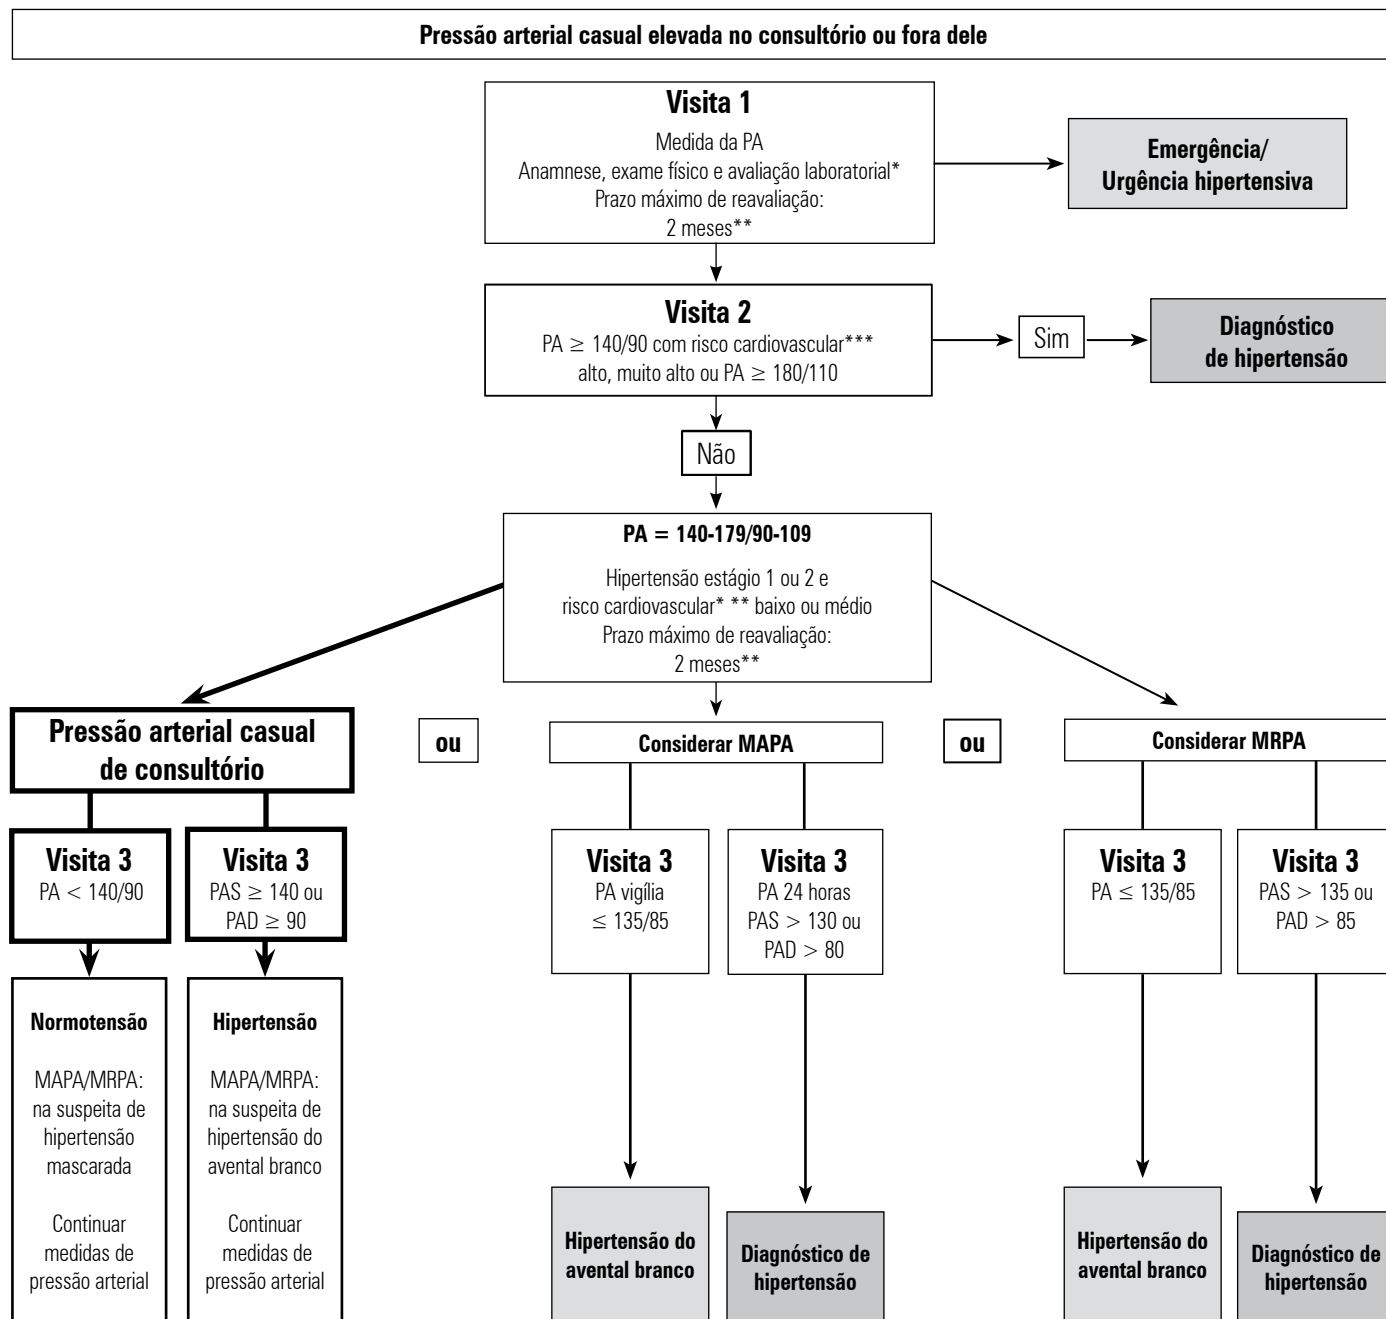 Pressão arterial casual elevada no consultório ou fora dele
Visita 1
Medida da PA
Anamnese, exame físico e avaliação laboratorial*
Prazo máximo de reavaliação:
2 meses**
Emergência/
Urgência hipertensiva
Visita 2
PA ≥ 140/90 com risco cardiovascular***
alto, muito alto ou PA ≥ 180/110
Sim
Diagnóstico
de hipertensão
Não
PA = 140-179/90-109
Hipertensão estágio 1 ou 2 e
risco cardiovascular* ** baixo ou médio
Prazo máximo de reavaliação:
2 meses**
Pressão arterial casual
de consultório
ou
Considerar MAPA
ou
Considerar MRPA
Visita 3
PA < 140/90
Visita 3
PAS ≥ 140 ou
PAD ≥ 90
Visita 3
PA vigília
≤ 135/85
Visita 3
PA 24 horas
PAS > 130 ou
PAD > 80
Visita 3
PA ≤ 135/85
Visita 3
PAS > 135 ou
PAD > 85
Normotensão
MAPA/MRPA:
na suspeita de
hipertensão
mascarada
Continuar
medidas de
pressão arterial
Hipertensão
MAPA/MRPA:
na suspeita de
hipertensão do
avental branco
Continuar
medidas de
pressão arterial
Hipertensão do
avental branco
Diagnóstico de
hipertensão
Hipertensão do
avental branco
Diagnóstico de
hipertensão